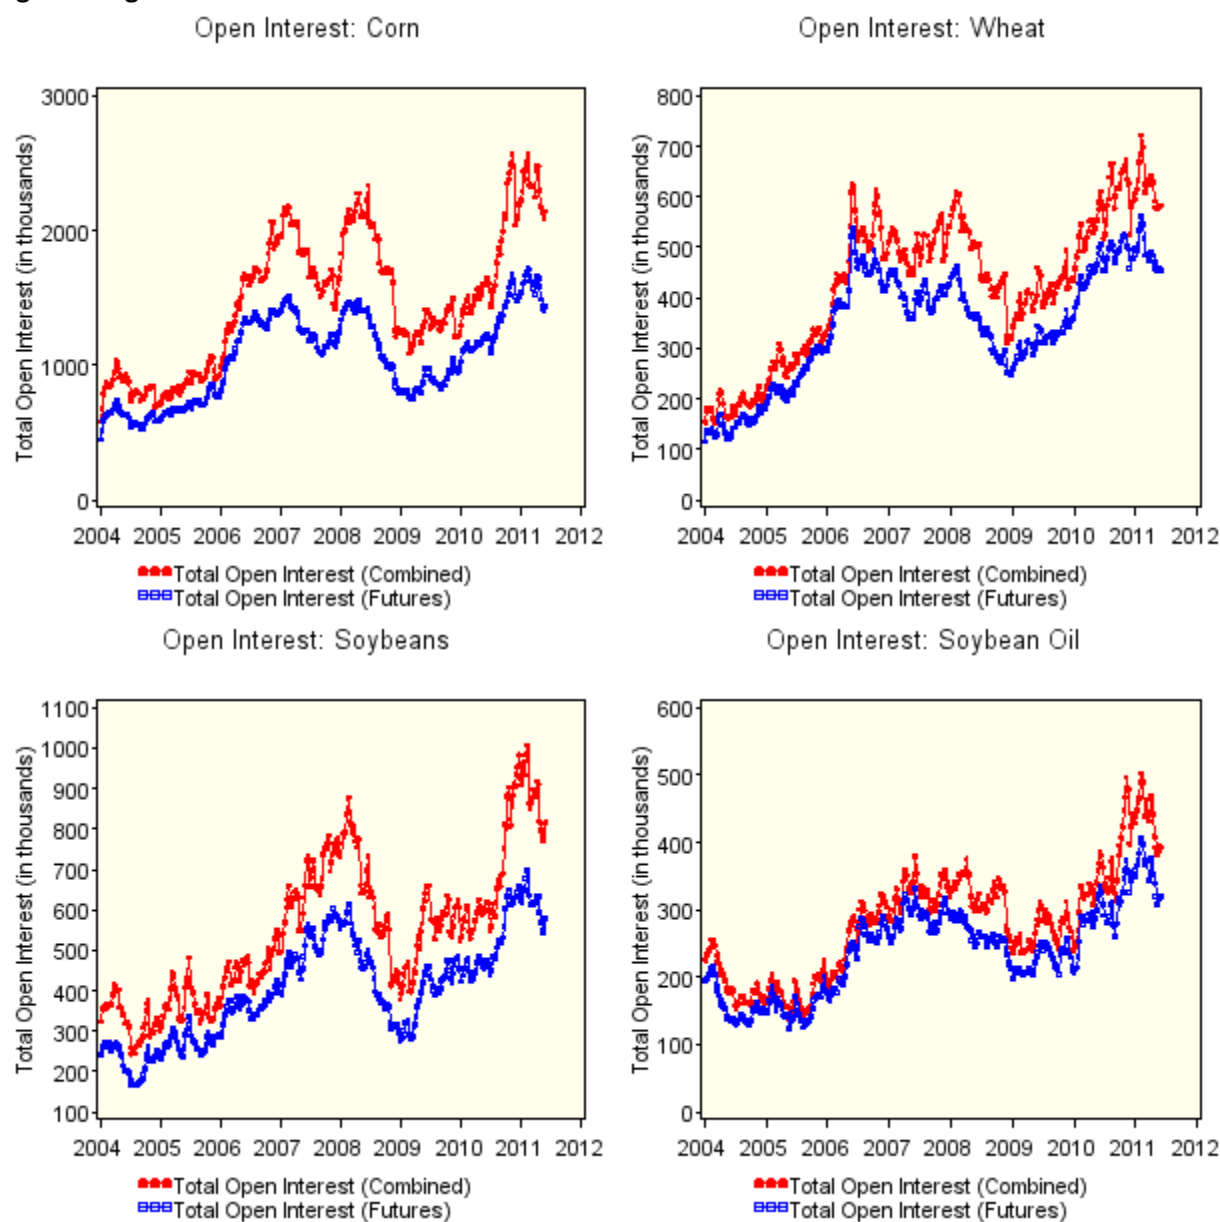 Open Interest: Corn
Total Open Interest (in thousands)
3000
2000
1000
0
2004 2005 2006 2007 2008 2009 2010 2011 2012
Total Open Interest (Combined)
Total Open Interest (Futures)
Open Interest: Wheat
Total Open Interest (in thousands)
800
700
600
500
400
300
200
100
0
2004 2005 2006 2007 2008 2009 2010 2011 2012
Total Open Interest (Combined)
Total Open Interest (Futures)
Open Interest: Soybeans
Total Open Interest (in thousands)
1100
1000
900
800
700
600
500
400
300
200
100
2004 2005 2006 2007 2008 2009 2010 2011 2012
Total Open Interest (Combined)
Total Open Interest (Futures)
Open Interest: Soybean Oil
Total Open Interest (in thousands)
600
500
400
300
200
100
0
2004 2005 2006 2007 2008 2009 2010 2011 2012
Total Open Interest (Combined)
Total Open Interest (Futures)